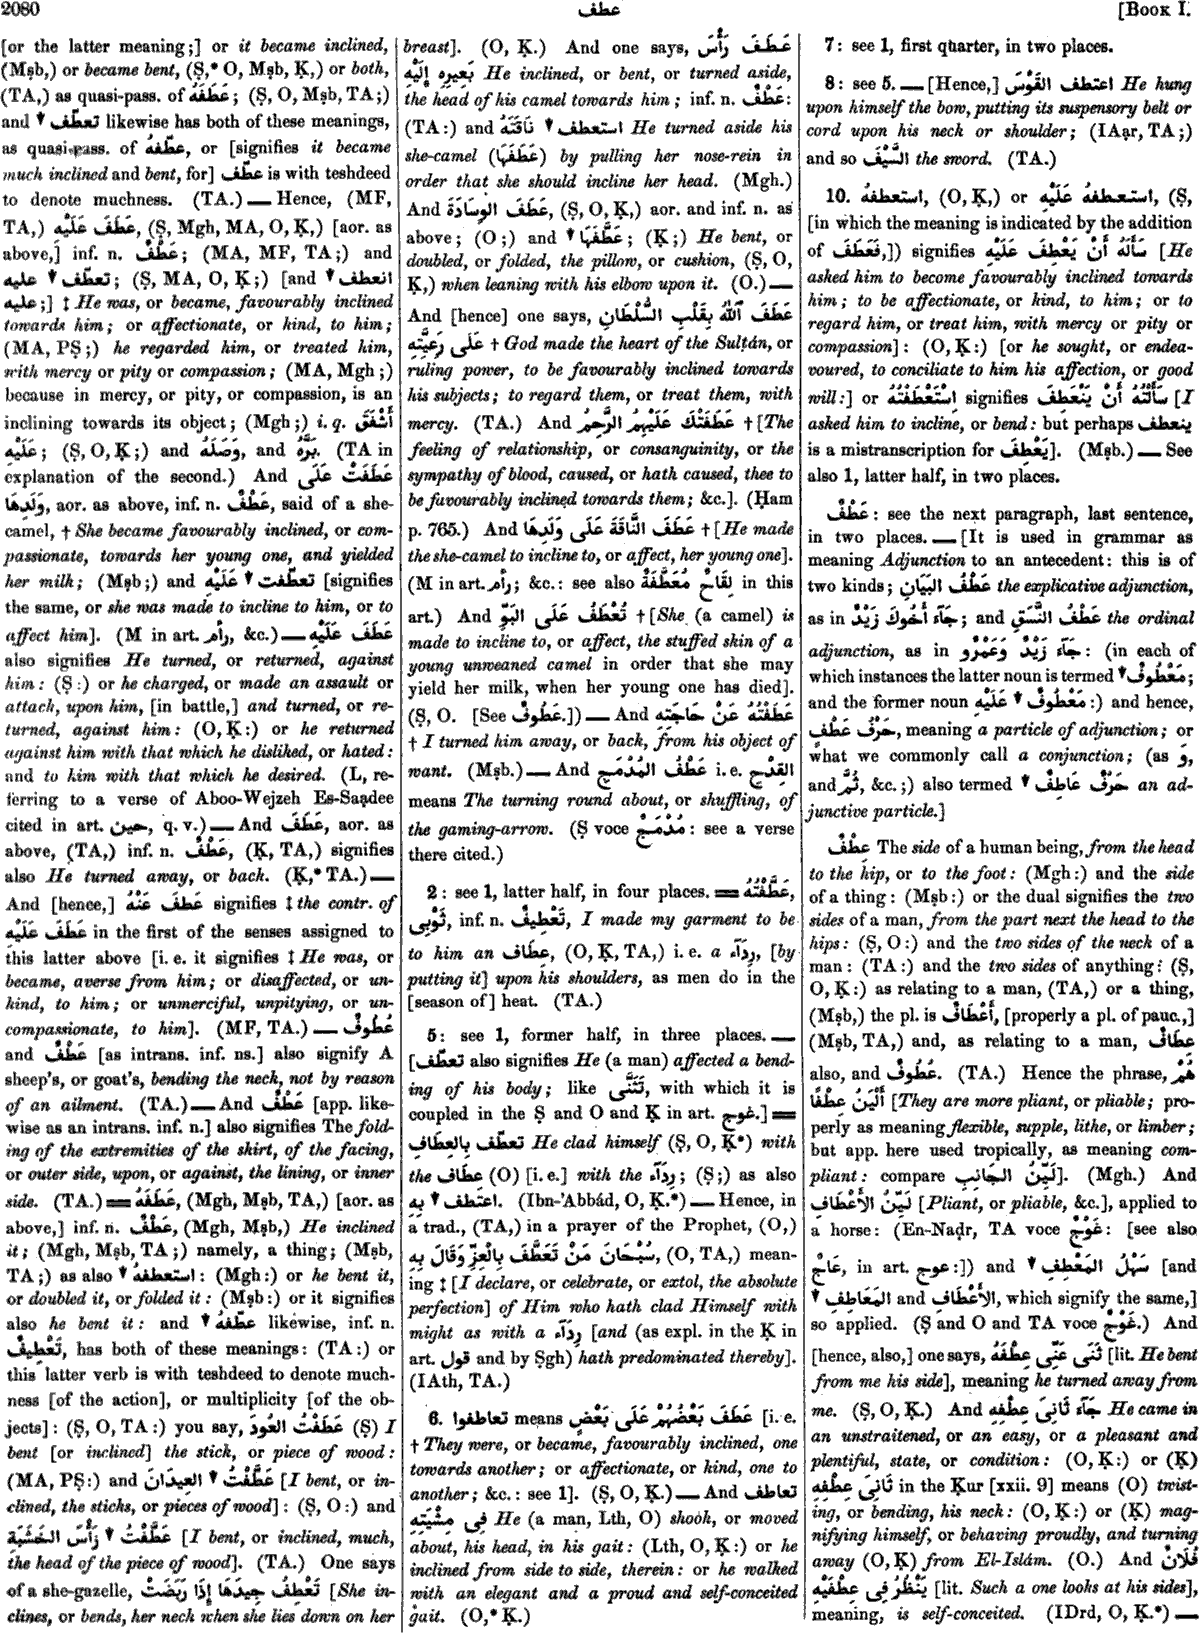 2080
عطف
[BOOK I.
[or the latter meaning;] or it became inclined,
(Mṣb,) or became bent, (Ṣ,* O, Mṣb, Ḳ,) or both,
(TA,) as quasi-pass. of عَطَفَهُ; (Ṣ, O, Mṣb, TA;)
and ▾ تعطّف likewise has both of these meanings,
as quasi-pass. of عَطَّفهُ, or [signifies it became
much inclined and bent, for] عطّف is with teshdeed
to denote muchness. (TA.) — Hence, (MF,
TA,) عَطَفَ عَلَيْهِ, (Ṣ, Mgh, MA, O, Ḳ,) [aor. as
above,] inf. n. عَطْفٌ; (MA, MF, TA;) and
▾ تعطّف عليه; (Ṣ, MA, O, Ḳ;) [and ▾ انعطف
عليه;] ‡ He was, or became, favourably inclined
towards him; or affectionate, or kind, to him;
(MA, PṢ;) he regarded him, or treated him,
with mercy or pity or compassion; (MA, Mgh;)
because in mercy, or pity, or compassion, is an
inclining towards its object; (Mgh;) i. q. أَشْفَقَ
عَلَيْهِ; (Ṣ, O, Ḳ;) and وَصَلَهُ, and بَرَّهُ. (TA in
explanation of the second.) And عَطَفَتْ عَلَى
وَلَدِهَا, aor. as above, inf. n. عَطْفٌ, said of a she-
camel, † She became favourably inclined, or com-
passionate, towards her young one, and yielded
her milk; (Mṣb;) and ▾ تعطّفت عَلَيْهِ [signifies
the same, or she was made to incline to him, or to
affect him]. (M in art. رأم, &c.) — عَطَفَ عَلَيْهِ
also signifies He turned, or returned, against
him: (Ṣ:) or he charged, or made an assault or
attach, upon him, [in battle,] and turned, or re-
turned, against him: (O, Ḳ:) or he returned
against him with that which he disliked, or hated:
and to him with that which he desired. (L, re-
ferring to a verse of Aboo-Wejzeh Es-Saạdee
cited in art. حين, q. v.) — And عَطَفَ, aor. as
above, (TA,) inf. n. عَطْفٌ, (Ḳ, TA,) signifies
also He turned away, or back. (Ḳ,* TA.) —
And [hence,] عَطَفَ عَنْهُ signifies ‡ the contr. of
عَطَفَ عَلَيْهِ in the first of the senses assigned to
this latter above [i. e. it signifies ‡ He was, or
became, averse from him; or disaffected, or un-
kind, to him; or unmerciful, unpitying, or un-
compassionate, to him]. (MF, TA.) — عُطُوفٌ
and عَطْفٌ [as intrans. inf. ns.] also signify A
sheep's, or goat's, bending the neck, not by reason
of an ailment. (TA.) — And عَطْفٌ [app. like-
wise as an intrans. inf. n.] also signifies The fold-
ing of the extremities of the skirt, of the facing,
or outer side, upon, or against, the lining, or inner
side. (TA.) = عَطَفَهُ, (Mgh, Mṣb, TA,) [aor. as
above,] inf. n. عَطْفٌ, (Mgh, Mṣb,) He inclined
it; (Mgh, Mṣb, TA;) namely, a thing; (Mṣb,
TA;) as also ▾ استعطفهُ: (Mgh:) or he bent it,
or doubled it, or folded it: (Mṣb:) or it signifies
also he bent it: and ▾ عطّفهُ likewise, inf. n.
تَعْطِيفٌ, has both of these meanings: (TA:) or
this latter verb is with teshdeed to denote much-
ness [of the action], or multiplicity [of the ob-
jects]: (Ṣ, O, TA:) you say, عَطَفْتُ العُودَ (Ṣ) I
bent [or inclined] the stick, or piece of wood:
(MA, PṢ:) and ▾ عَطَّفْتُ العِيدَانَ [I bent, or in-
clined, the sticks, or pieces of wood]: (Ṣ, O:) and
▾ عَطَّفْتُ رَأْسَ الخَشَبَةِ [I bent, or inclined, much,
the head of the piece of wood]. (TA.) One says
of a she-gazelle, تَعْطِفُ جِيدَهَا إِذَا رَبَضَتْ [She in-
clines, or bends, her neck when she lies down on her
breast]. (O, Ḳ.) And one says, عَطَفَ رَأْسَ
بَعِيرِهِ إِلَيْهِ He inclined, or bent, or turned aside,
the head of his camel towards him; inf. n. عَطْفٌ:
(TA:) and ▾ استعطف نَاقَتَهُ He turned aside his
she-camel (عَطَفَهَا) by pulling her nose-rein in
order that she should incline her head. (Mgh.)
And عَطَفَ الوِسَادَةَ, (Ṣ, O, Ḳ,) aor. and inf. n. as
above; (O;) and ▾ عَطَّفَهَا; (Ḳ;) He bent, or
doubled, or folded, the pillow, or cushion, (Ṣ, O,
Ḳ,) when leaning with his elbow upon it. (O.) —
And [hence] one says, عَطَفَ ٱللّٰهُ بِقَلْبِ السُّلْطَانِ
عَلَى رَعِيَّتِهِ † God made the heart of the Sulṭán, or
ruling power, to be favourably inclined towards
his subjects; to regard them, or treat them, with
mercy. (TA.) And عَطَفَتْكَ عَلَيْهِمُ الرَّحِمُ † [The
feeling of relationship, or consanguinity, or the
sympathy of blood, caused, or hath caused, thee to
be favourably inclined towards them; &c.]. (Ḥam
p. 765.) And عَطَفَ النَّاقَةَ عَلَى وَلَدِهَا † [He made
the she-camel to incline to, or affect, her young one].
(M in art. رأم; &c.: see also لِقَاحٌ مُعَطَّفَةٌ in this
art.) And تُعْطَفُ عَلَى البَوِّ † [She (a camel) is
made to incline to, or affect, the stuffed skin of a
young unweaned camel in order that she may
yield her milk, when her young one has died].
(Ṣ, O. [See عَطُوفٌ.]) — And عَطَفْتُهُ عَنْ حَاجَتِهِ
† I turned him away, or back, from his object of
want. (Mṣb.) — And عَطْفُ المُدْمَجِ i. e. القِدْحِ
means The turning round about, or shuffling, of
the gaming-arrow. (Ṣ voce مُدْمَجٌ: see a verse
there cited.)
2: see 1, latter half, in four places. = عَطَّفْتُهُ
ثَوْبِى, inf. n. تَعْطِيفٌ, I made my garment to be
to him an عِطَاف, (O, Ḳ, TA,) i. e. a رِدَآء, [by
putting it] upon his shoulders, as men do in the
[season of] heat. (TA.)
5: see 1, former half, in three places. —
[تعطّف also signifies He (a man) affected a bend-
ing of his body; like تَثَنَّى, with which it is
coupled in the Ṣ and O and Ḳ in art. غوج.] =
تعطّف بِالعِطَافِ He clad himself (Ṣ, O, Ḳ*) with
the عِطَاف (O) [i. e.] with the رِدَآء; (Ṣ;) as also
▾ اعتطف بِهِ. (Ibn-'Abbád, O, Ḳ.*) — Hence, in
a trad., (TA,) in a prayer of the Prophet, (O,)
سُبْحَانَ مَنْ تَعَطَّفَ بِالعِزِّ وَقَالَ بِهِ, (O, TA,) mean-
ing ‡ [I declare, or celebrate, or extol, the absolute
perfection] of Him who hath clad Himself with
might as with a رِدَآء [and (as expl. in the Ḳ in
art. قول and by Ṣgh) hath predominated thereby].
(IAth, TA.)
6. تعاطفوا means عَطَفَ بَعْضُهُمْ عَلَى بَعْضٍ [i. e.
† They were, or became, favourably inclined, one
towards another; or affectionate, or kind, one to
another; &c.: see 1]. (Ṣ, O, Ḳ.) — And تعاطف
فِى مِشْيَتِهِ He (a man, Lth, O) shook, or moved
about, his head, in his gait: (Lth, O, Ḳ:) or he
inclined from side to side, therein: or he walked
with an elegant and a proud and self-conceited
gait. (O,* Ḳ.)
7: see 1, first quarter, in two places.
8: see 5. — [Hence,] اعتطف القَوْسَ He hung
upon himself the bow, putting its suspensory belt or
cord upon his neck or shoulder; (IAạr, TA;)
and so السَّيْفَ the sword. (TA.)
10. استعطفهُ, (O, Ḳ,) or استعطفهُ عَلَيْهِ, (Ṣ,
[in which the meaning is indicated by the addition
of فَعَطَفَ,]) signifies سَأَلَهُ أَنْ يَعْطِفَ عَلَيْهِ [He
asked him to become favourably inclined towards
him; to be affectionate, or kind, to him; or to
regard him, or treat him, with mercy or pity or
compassion]: (O, Ḳ:) [or he sought, or endea-
voured, to conciliate to him his affection, or good
will:] or اِسْتَعْطَفْتُهُ signifies سَأَلْتُهُ أَنْ يَنْعَطِفَ [I
asked him to incline, or bend: but perhaps ينعطف
is a mistranscription for يَعْطِفَ]. (Mṣb.) — See
also 1, latter half, in two places.
عَطْفٌ: see the next paragraph, last sentence,
in two places. — [It is used in grammar as
meaning Adjunction to an antecedent: this is of
two kinds; عَطْفُ البَيَانِ the explicative adjunction,
as in جَآءَ أَخُوكَ زَيْدٌ; and عَطْفُ النَّسَقِ the ordinal
adjunction, as in جَآءَ زَيْدٌ وَعَمْرٌو: (in each of
which instances the latter noun is termed ▾ مَعْطُوفٌ;
and the former noun ▾ مَعْطُوفٌ عَلَيْهِ:) and hence,
حَرْفُ عَطْفٍ, meaning a particle of adjunction; or
what we commonly call a conjunction; (as وَ,
and ثُمَّ, &c.;) also termed ▾ حَرْفٌ عَاطِفٌ an ad-
junctive particle.]
عِطْفٌ The side of a human being, from the head
to the hip, or to the foot: (Mgh:) and the side
of a thing: (Mṣb:) or the dual signifies the two
sides of a man, from the part next the head to the
hips: (Ṣ, O:) and the two sides of the neck of a
man: (TA:) and the two sides of anything: (Ṣ,
O, Ḳ:) as relating to a man, (TA,) or a thing,
(Mṣb,) the pl. is أَعْطَافٌ, [properly a pl. of pauc.,]
(Mṣb, TA,) and, as relating to a man, عِطَافٌ
also, and عُطُوفٌ. (TA.) Hence the phrase, هُمْ
أَلْيَنُ عِطْفًا [They are more pliant, or pliable; pro-
perly as meaning flexible, supple, lithe, or limber;
but app. here used tropically, as meaning com-
pliant: compare لَيِّنُ الجَانِبِ]. (Mgh.) And
لَيِّنُ الأَعْطَافِ [Pliant, or pliable, &c.], applied to
a horse: (En-Naḍr, TA voce غَوْجٌ: [see also
عَاجٌ, in art. عوج:]) and ▾ سَهْلُ المَعْطِفِ [and
▾ المَعَاطِفِ and الأَعْطَافِ, which signify the same,]
so applied. (Ṣ and O and TA voce غَوْجٌ.) And
[hence, also,] one says, ثَنَى عَنِّى عِطْفَهُ [lit. He bent
from me his side], meaning he turned away from
me. (Ṣ, O, Ḳ.) And جَآءَ ثَانِىَ عِطْفِهِ He came in
an unstraitened, or an easy, or a pleasant and
plentiful, state, or condition: (O, Ḳ:) or (Ḳ)
ثَانِىَ عِطْفِهِ in the Ḳur [xxii. 9] means (O) twist-
ing, or bending, his neck: (O, Ḳ:) or (Ḳ) mag-
nifying himself, or behaving proudly, and turning
away (O, Ḳ) from El-Islám. (O.) And فُلَانٌ
يَنْظُرُ فِى عِطْفَيْهِ [lit. Such a one looks at his sides],
meaning, is self-conceited. (IDrd, O, Ḳ.*) —